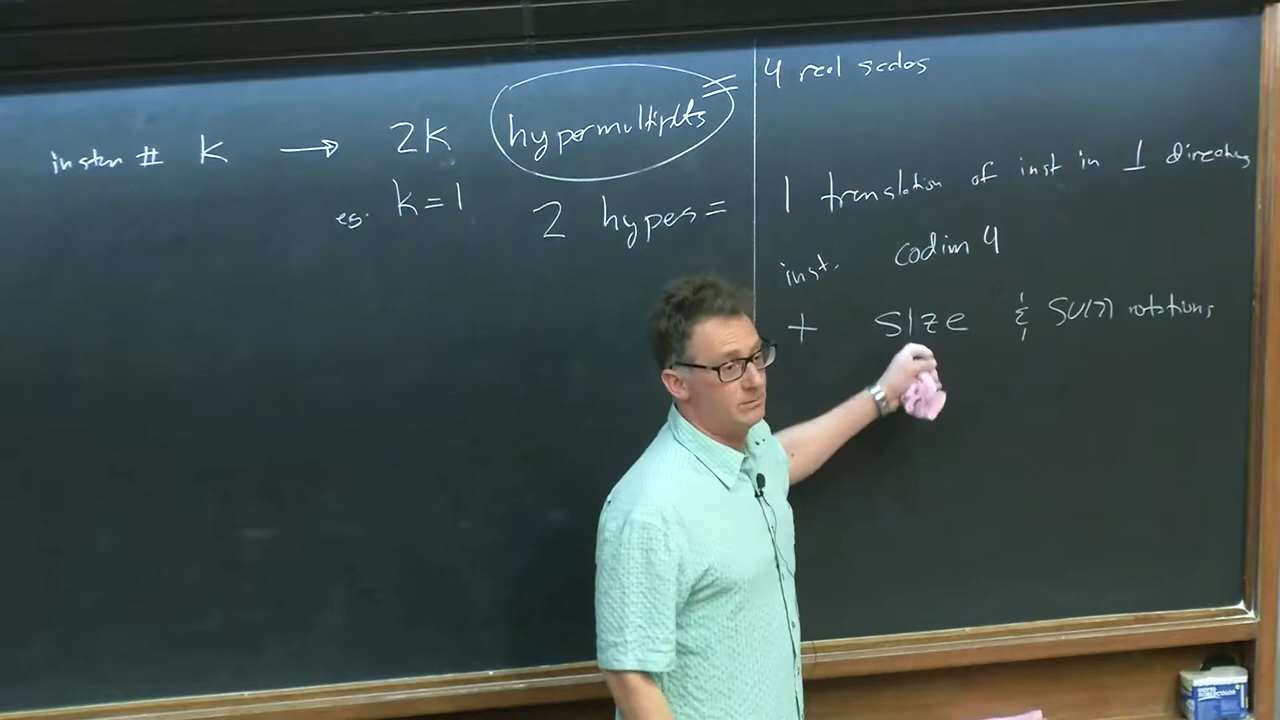 instan # k → 2k hypermultiplets = 4 real scalas
eg. k=1 2 hypes = 1 translation of inst in ⊥ directions
inst. codim 4
+ size & SU(2) rotations